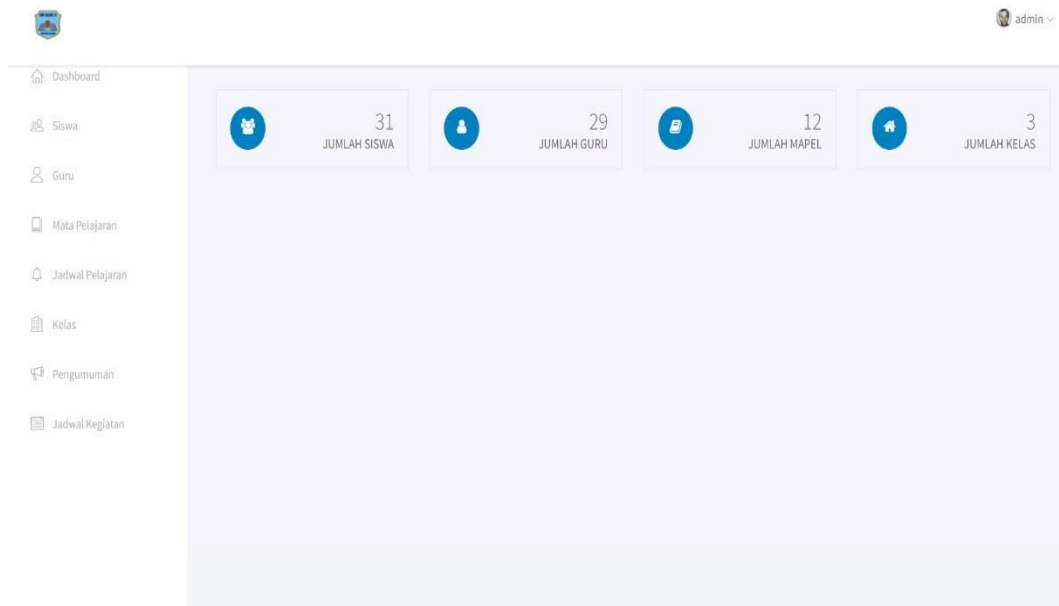 admin
Dashboard
Siswa
Guru
Mata Pelajaran
Jadwal Pelajaran
Kelas
Pengumuman
Jadwal Kegiatan
31
JUMLAH SISWA
29
JUMLAH GURU
12
JUMLAH MAPEL
3
JUMLAH KELAS